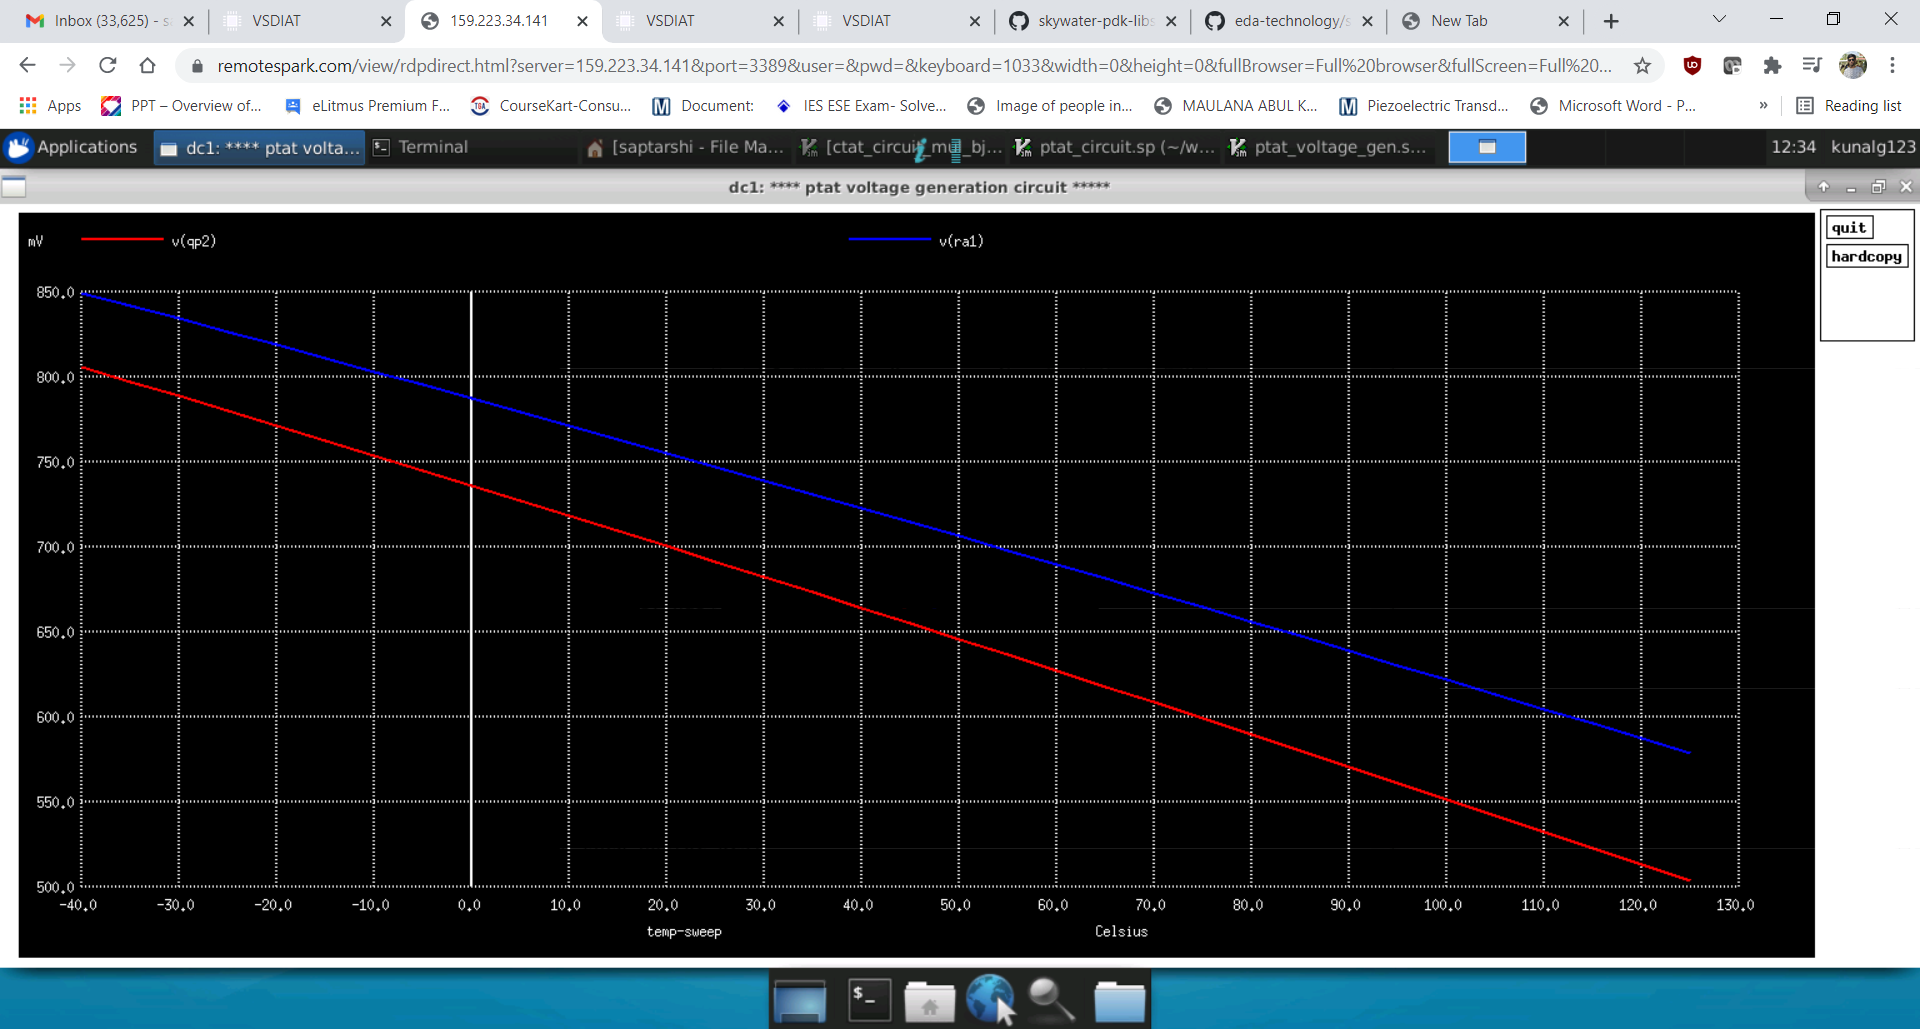 Inbox (33,625) - s
VSDIAT
159.223.34.141
VSDIAT
VSDIAT
skywater-pdk-libs
eda-technology/s
New Tab
remotespark.com/view/rdpdirect.html?server=159.223.34.141&port=3389&user=&pwd=&keyboard=1033&width=0&height=0&fullBrowser=Full%20browser&fullScreen=Full%20...
Apps
PPT – Overview of...
eLitmus Premium F...
CourseKart-Consu...
Document:
IES ESE Exam- Solve...
Image of people in...
MAULANA ABUL K...
Piezoelectric Transd...
Microsoft Word - P...
»
Reading list
Applications
dc1: **** ptat volta...
Terminal
[saptarshi - File Ma...
[ctat_circuit_mul_bj...
ptat_circuit.sp (~/w...
ptat_voltage_gen.s...
12:34
kunalg123
dc1: **** ptat voltage generation circuit *****
quit
hardcopy
mV
v(qp2)
v(ra1)
850.0
800.0
750.0
700.0
650.0
600.0
550.0
500.0
-40.0 -30.0 -20.0 -10.0 0.0 10.0 20.0 30.0 40.0 50.0 60.0 70.0 80.0 90.0 100.0 110.0 120.0 130.0
temp-sweep
Celsius
$_